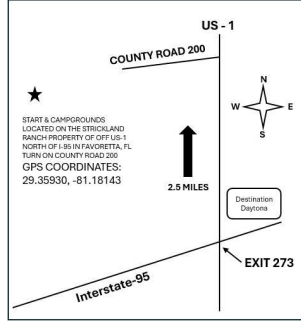 US - 1
COUNTY ROAD 200
N
W
E
S
START & CAMPGROUNDS
LOCATED ON THE STRICKLAND
RANCH PROPERTY OF OFF US-1
NORTH OF I-95 IN FAVORETTA, FL
TURN ON COUNTY ROAD 200
GPS COORDINATES:
29.35930, -81.18143
2.5 MILES
Destination
Daytona
EXIT 273
Interstate-95